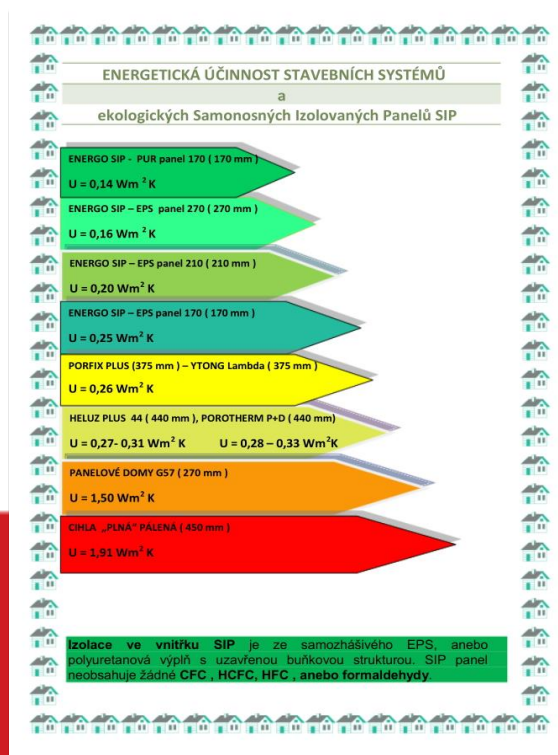 ENERGETICKÁ ÚČINNOST STAVEBNÍCH SYSTÉMŮ
a
ekologických Samonosných Izolovaných Panelů SIP
ENERGO SIP - PUR panel 170 ( 170 mm )
U = 0,14 Wm ² K
ENERGO SIP – EPS panel 270 ( 270 mm )
U = 0,16 Wm ² K
ENERGO SIP – EPS panel 210 ( 210 mm )
U = 0,20 Wm² K
ENERGO SIP – EPS panel 170 ( 170 mm )
U = 0,25 Wm² K
PORFIX PLUS (375 mm ) – YTONG Lambda ( 375 mm )
U = 0,26 Wm² K
HELUZ PLUS 44 ( 440 mm ), POROTHERM P+D ( 440 mm)
U = 0,27- 0,31 Wm² K U = 0,28 – 0,33 Wm²K
PANELOVÉ DOMY G57 ( 270 mm )
U = 1,50 Wm² K
CIHLA „PLNÁ“ PÁLENÁ ( 450 mm )
U = 1,91 Wm² K
Izolace ve vnitřku SIP je ze samozhášivého EPS, anebo
polyuretanová výplň s uzavřenou buňkovou strukturou. SIP panel
neobsahuje žádné CFC , HCFC, HFC , anebo formaldehydy.